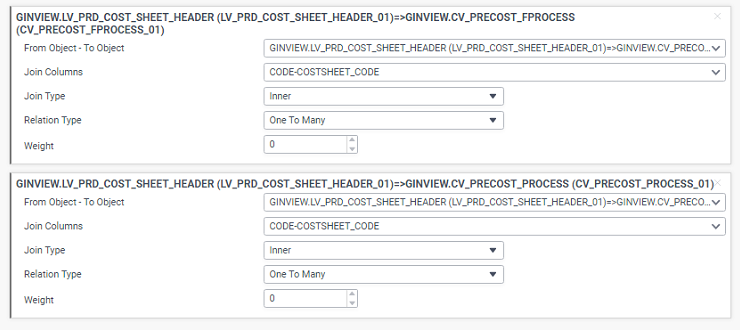 GINVIEW.LV_PRD_COST_SHEET_HEADER (LV_PRD_COST_SHEET_HEADER_01)=>GINVIEW.CV_PRECOST_FPROCESS
(CV_PRECOST_FPROCESS_01)
From Object - To Object GINVIEW.LV_PRD_COST_SHEET_HEADER (LV_PRD_COST_SHEET_HEADER_01)=>GINVIEW.CV_PRECO...
Join Columns CODE-COSTSHEET_CODE
Join Type Inner
Relation Type One To Many
Weight 0
GINVIEW.LV_PRD_COST_SHEET_HEADER (LV_PRD_COST_SHEET_HEADER_01)=>GINVIEW.CV_PRECOST_PROCESS (CV_PRECOST_PROCESS_01)
From Object - To Object GINVIEW.LV_PRD_COST_SHEET_HEADER (LV_PRD_COST_SHEET_HEADER_01)=>GINVIEW.CV_PRECO...
Join Columns CODE-COSTSHEET_CODE
Join Type Inner
Relation Type One To Many
Weight 0